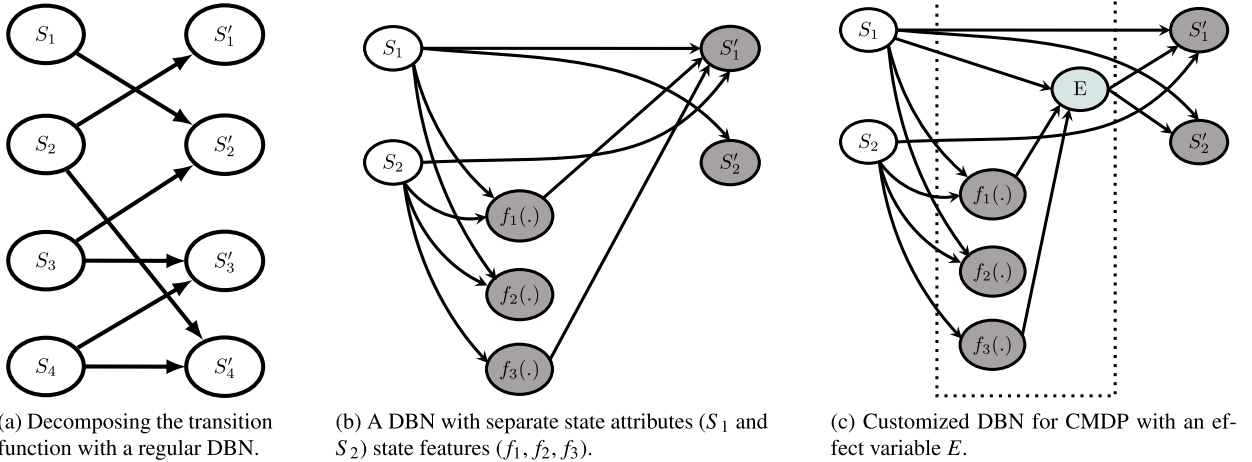 S₁
S′₁
S₂
S′₂
S₃
S′₃
S₄
S′₄
(a) Decomposing the transition
function with a regular DBN.
S₁
S′₁
S₂
S′₂
f₁(.)
f₂(.)
f₃(.)
(b) A DBN with separate state attributes (S₁ and
S₂) state features (f₁, f₂, f₃).
S₁
S′₁
E
S₂
S′₂
f₁(.)
f₂(.)
f₃(.)
(c) Customized DBN for CMDP with an ef-
fect variable E.